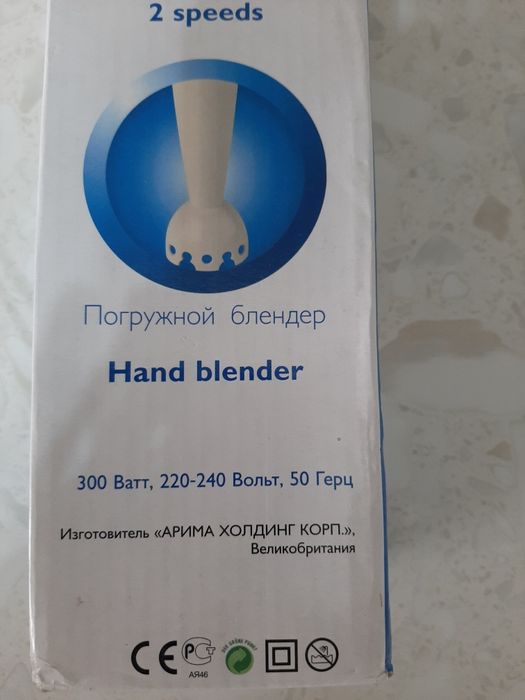 2 speeds
Погружной блендер
Hand blender
300 Ватт, 220-240 Вольт, 50 Герц
Изготовитель «АРИМА ХОЛДИНГ КОРП.»,
Великобритания
CE
АЯ46